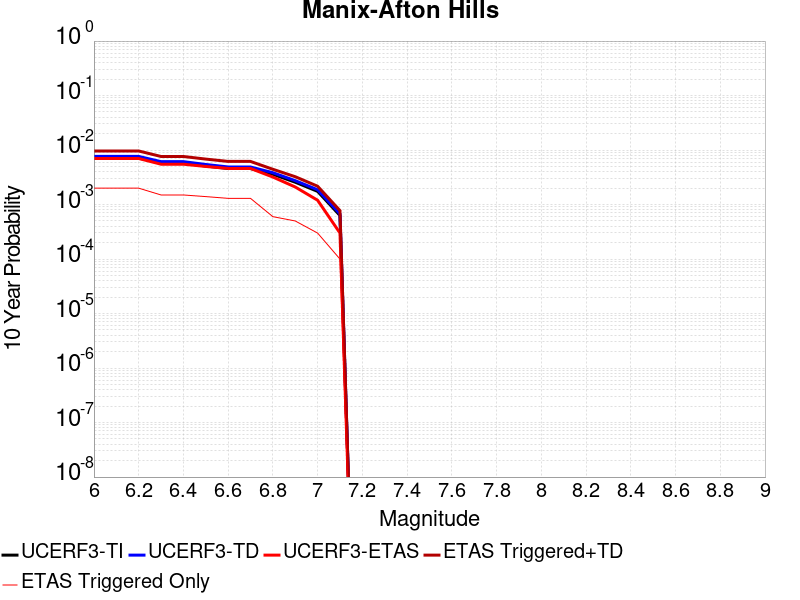 Manix-Afton Hills
10 Year Probability
10^0
10^-1
10^-2
10^-3
10^-4
10^-5
10^-6
10^-7
10^-8
6 6.2 6.4 6.6 6.8 7 7.2 7.4 7.6 7.8 8 8.2 8.4 8.6 8.8 9
Magnitude
UCERF3-TI UCERF3-TD UCERF3-ETAS ETAS Triggered+TD
ETAS Triggered Only